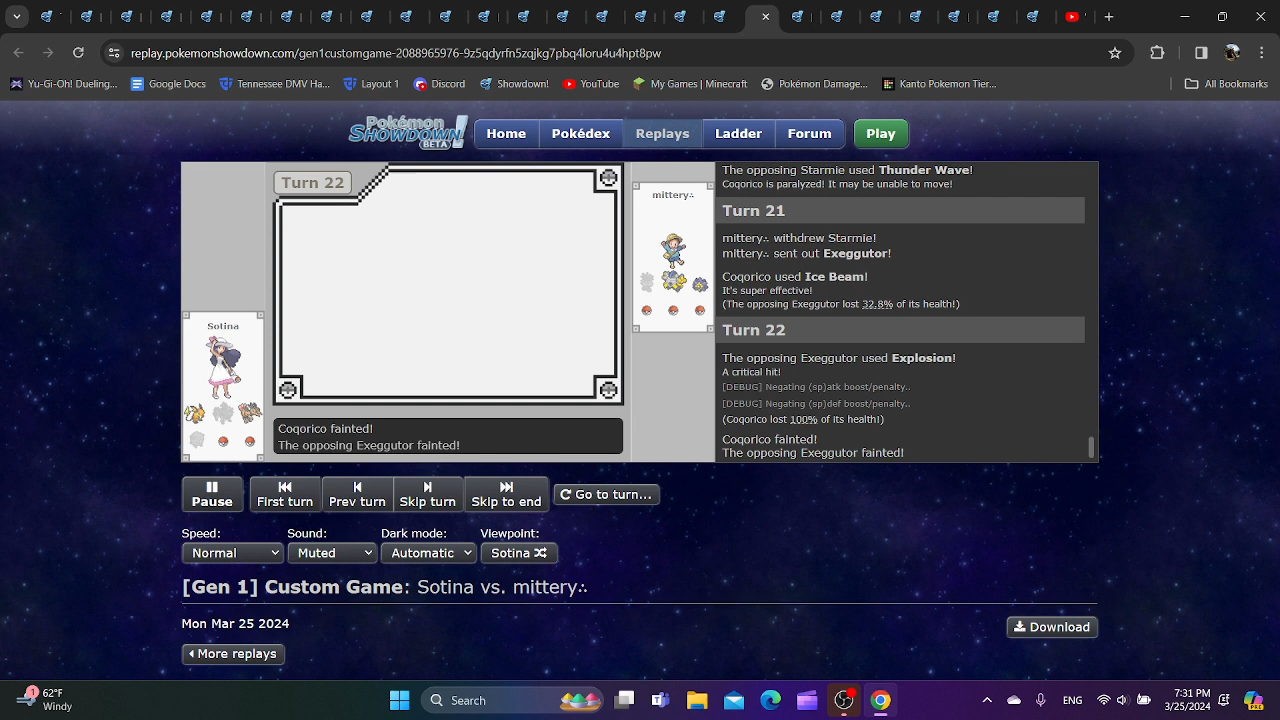 replay.pokemonshowdown.com/gen1customgame-2088965976-9z5qdyrfn5zqjkg7pbq4loru4u4hpt8pw
Yu-Gi-Oh! Dueling...
Google Docs
Tennessee DMV Ha...
Layout 1
Discord
Showdown!
YouTube
My Games | Minecraft
Pokémon Damage...
Kanto Pokemon Tier...
All Bookmarks
Pokémon
SHOWDOWN!
BETA
Home
Pokédex
Replays
Ladder
Forum
Play
Turn 22
Sotina
mittery∴
Coqorico fainted!
The opposing Exeggutor fainted!
The opposing Starmie used Thunder Wave!
Coqorico is paralyzed! It may be unable to move!
Turn 21
mittery∴ withdrew Starmie!
mittery∴ sent out Exeggutor!
Coqorico used Ice Beam!
It's super effective!
(The opposing Exeggutor lost 32.8% of its health!)
Turn 22
The opposing Exeggutor used Explosion!
A critical hit!
[DEBUG] Negating (sp)atk boost/penalty..
[DEBUG] Negating (sp)def boost/penalty..
(Coqorico lost 100% of its health!)
Coqorico fainted!
The opposing Exeggutor fainted!
Pause
First turn
Prev turn
Skip turn
Skip to end
Go to turn...
Speed:
Sound:
Dark mode:
Viewpoint:
Normal
Muted
Automatic
Sotina
[Gen 1] Custom Game: Sotina vs. mittery∴
Mon Mar 25 2024
Download
More replays
1
62°F
Windy
Search
ENG
7:31 PM
3/25/2024
PRE